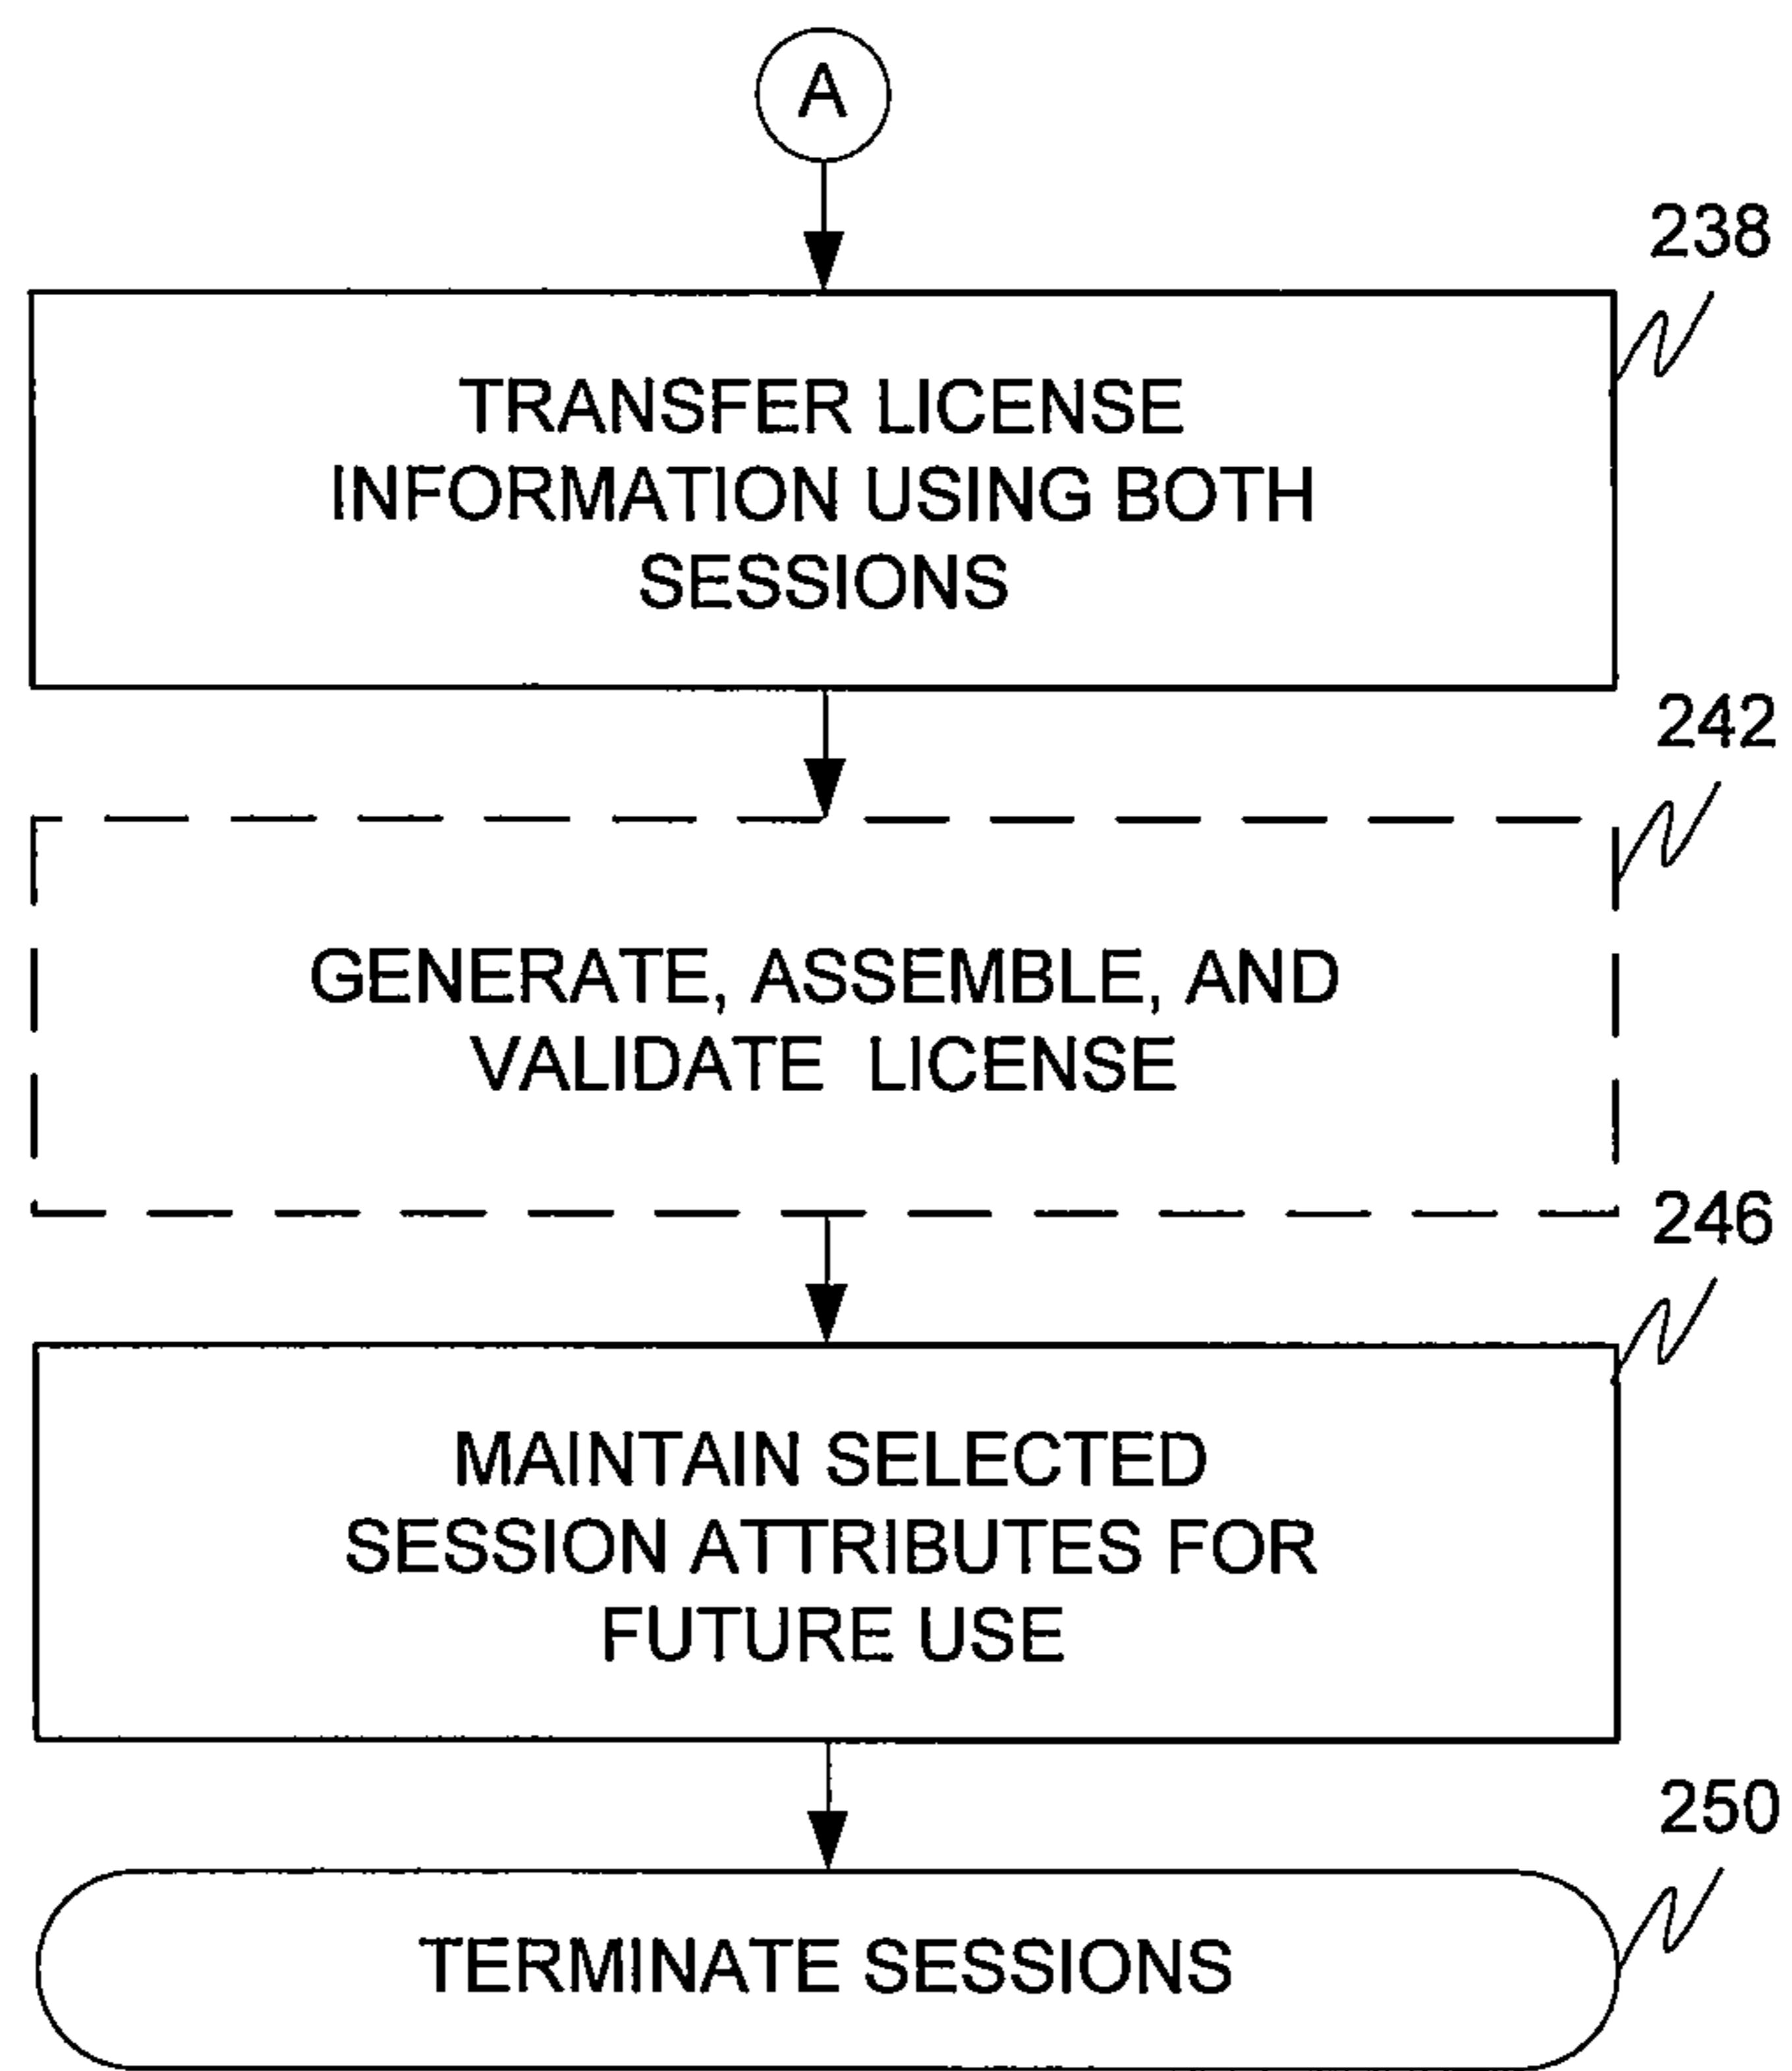 A
238
TRANSFER LICENSE
INFORMATION USING BOTH
SESSIONS
242
GENERATE, ASSEMBLE, AND
VALIDATE LICENSE
246
MAINTAIN SELECTED
SESSION ATTRIBUTES FOR
FUTURE USE
250
TERMINATE SESSIONS